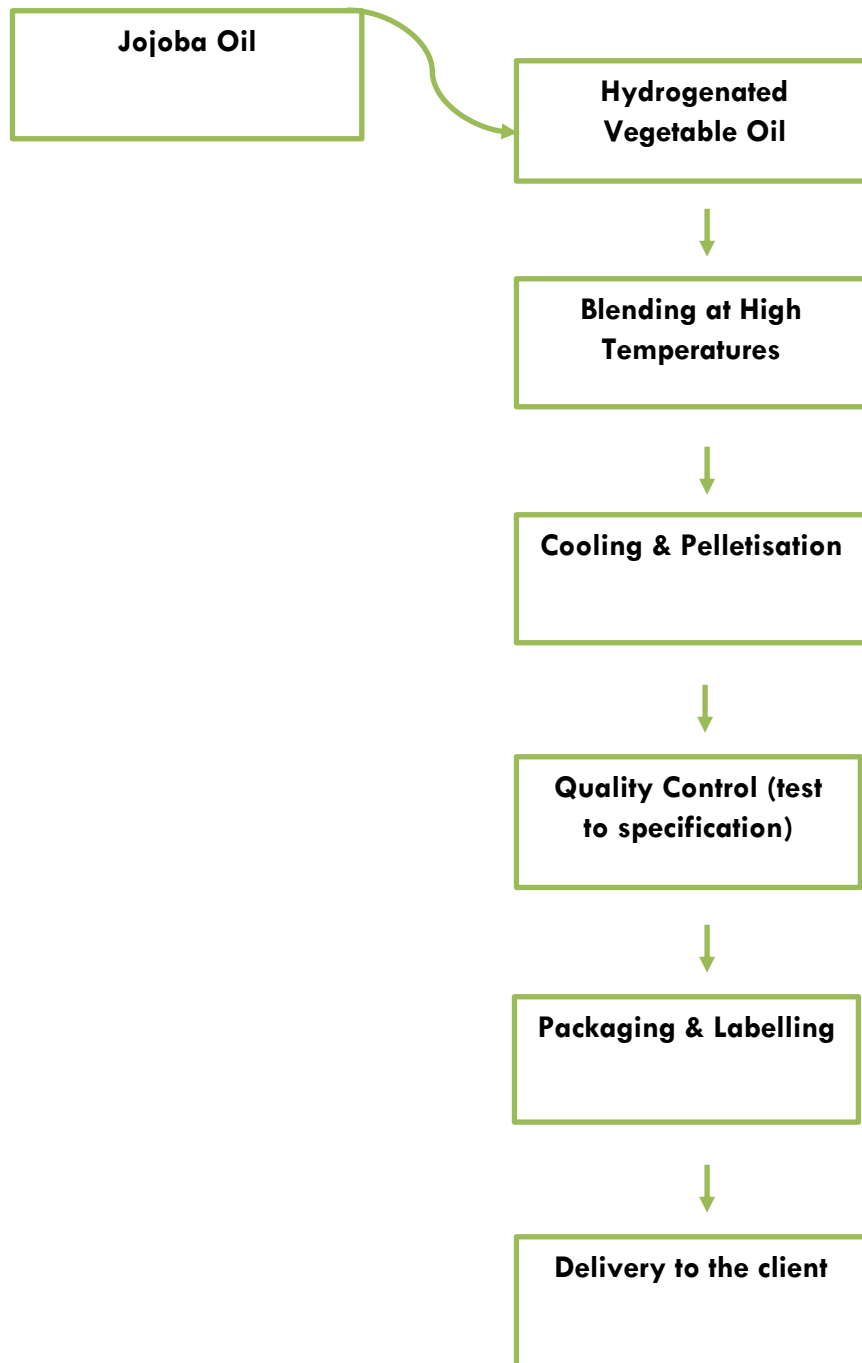 Jojoba Oil
Hydrogenated
Vegetable Oil
Blending at High
Temperatures
Cooling & Pelletisation
Quality Control (test
to specification)
Packaging & Labelling
Delivery to the client